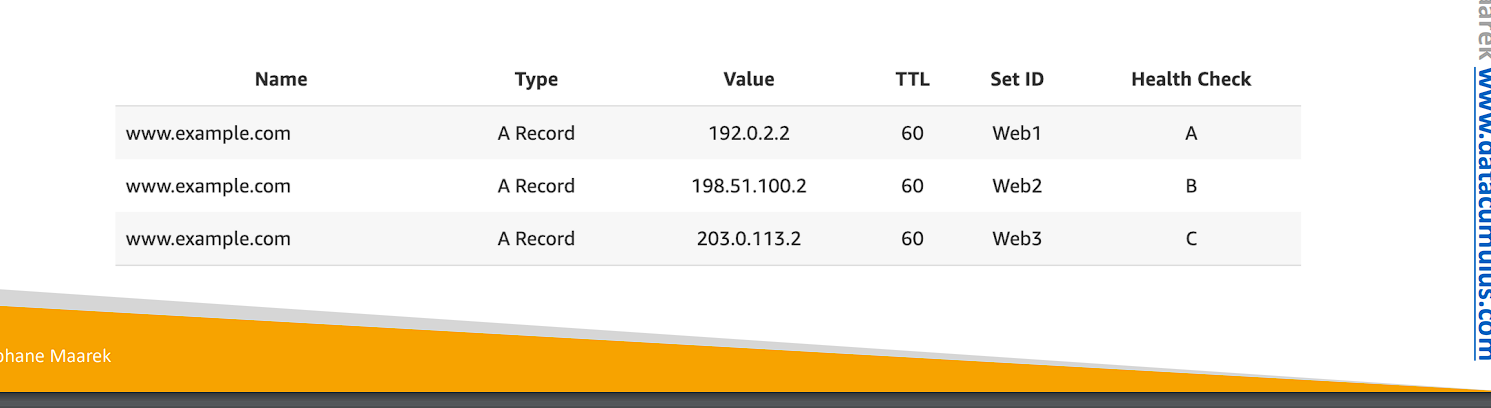 Name Type Value TTL Set ID Health Check
www.example.com A Record 192.0.2.2 60 Web1 A
www.example.com A Record 198.51.100.2 60 Web2 B
www.example.com A Record 203.0.113.2 60 Web3 C
phane Maarek
aarek www.datacumulus.com